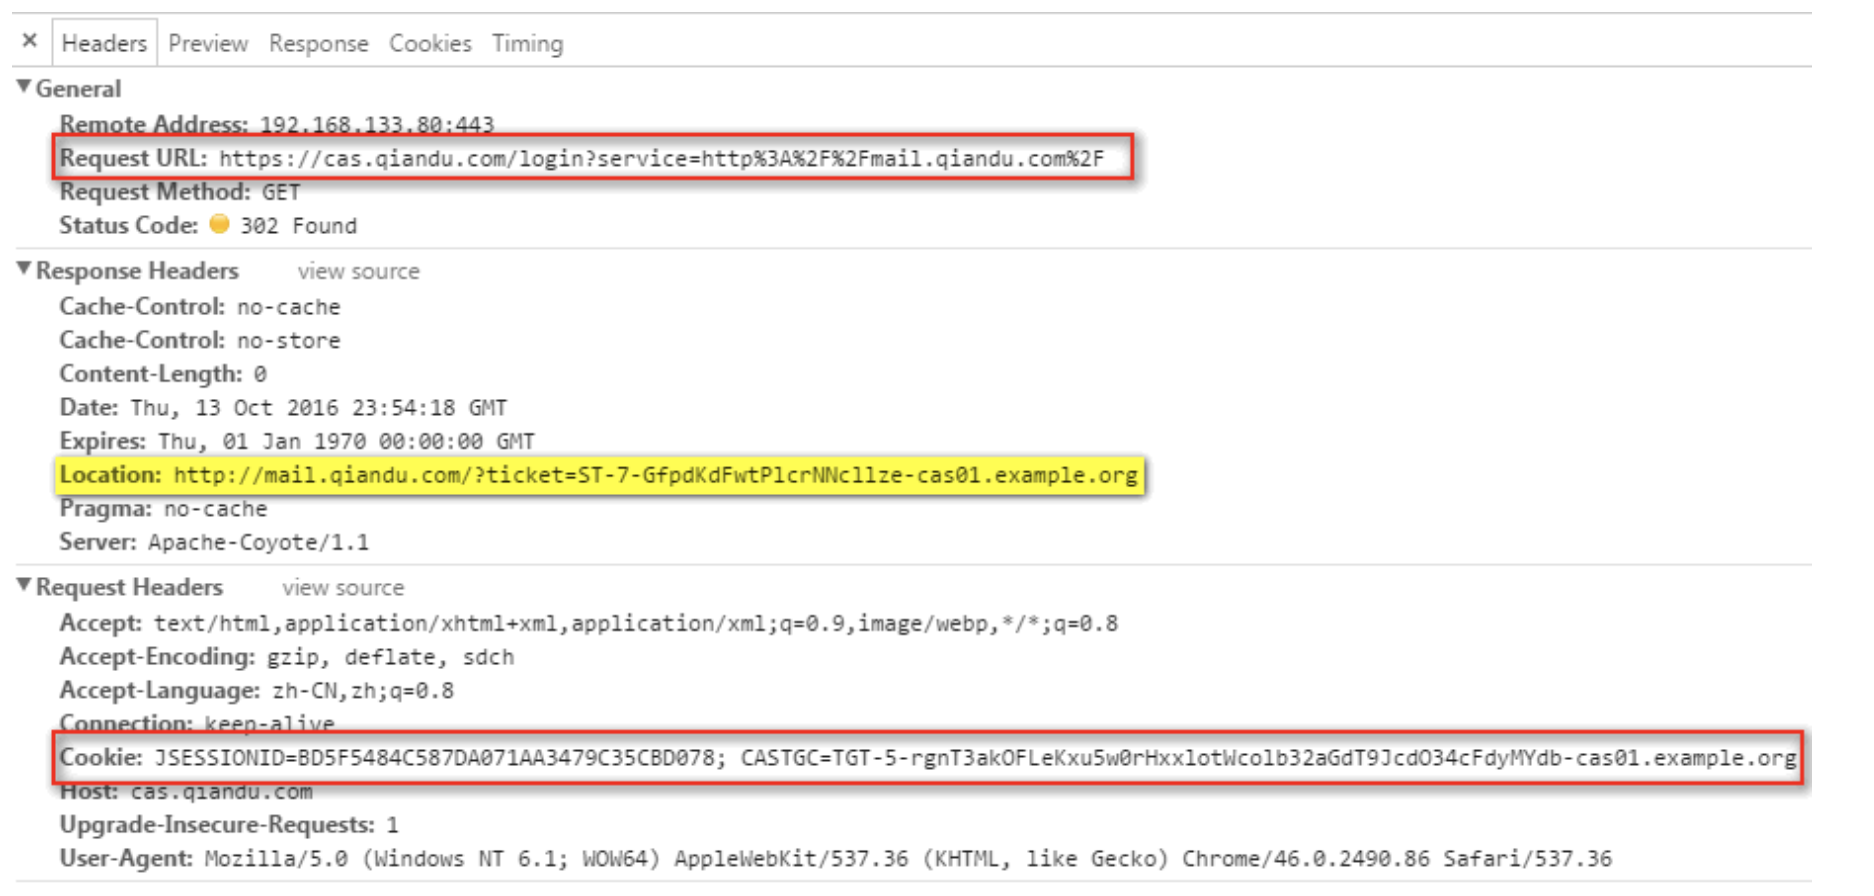 × Headers Preview Response Cookies Timing
▼General
Remote Address: 192.168.133.80:443
Request URL: https://cas.qiandu.com/login?service=http%3A%2F%2Fmail.qiandu.com%2F
Request Method: GET
Status Code: 302 Found
▼Response Headers view source
Cache-Control: no-cache
Cache-Control: no-store
Content-Length: 0
Date: Thu, 13 Oct 2016 23:54:18 GMT
Expires: Thu, 01 Jan 1970 00:00:00 GMT
Location: http://mail.qiandu.com/?ticket=ST-7-GfpdKdFwtPlcrNNcllze-cas01.example.org
Pragma: no-cache
Server: Apache-Coyote/1.1
▼Request Headers view source
Accept: text/html,application/xhtml+xml,application/xml;q=0.9,image/webp,*/*;q=0.8
Accept-Encoding: gzip, deflate, sdch
Accept-Language: zh-CN,zh;q=0.8
Connection: keep-alive
Cookie: JSESSIONID=BD5F5484C587DA071AA3479C35CBD078; CASTGC=TGT-5-rgnT3akOFLeKxu5w0rHxxlotWcolb32aGdT9JcdO34cFdyMYdb-cas01.example.org
Host: cas.qiandu.com
Upgrade-Insecure-Requests: 1
User-Agent: Mozilla/5.0 (Windows NT 6.1; WOW64) AppleWebKit/537.36 (KHTML, like Gecko) Chrome/46.0.2490.86 Safari/537.36